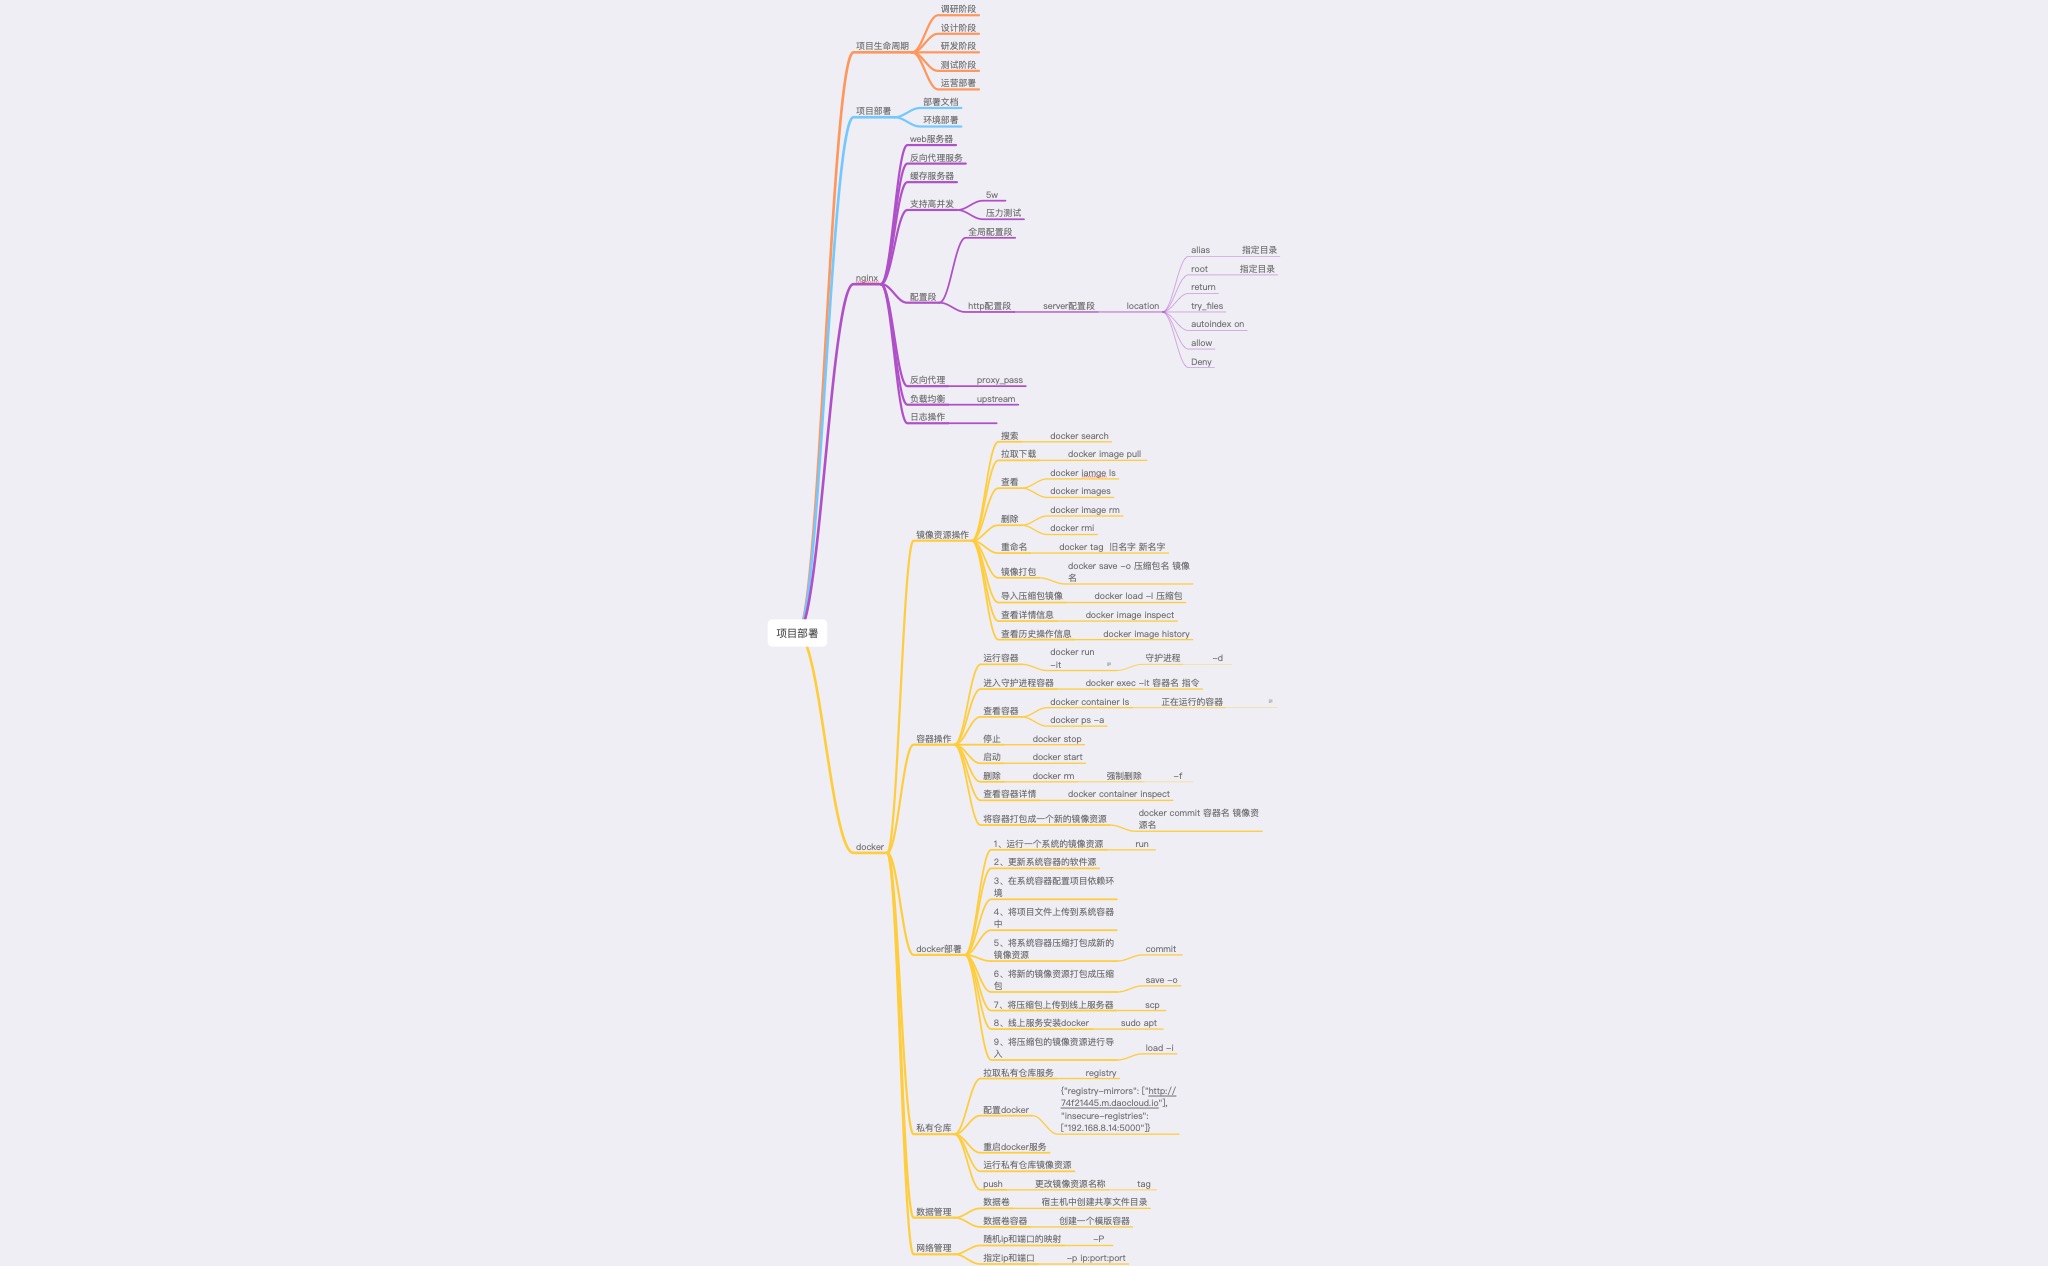 调研阶段
设计阶段
项目生命周期
研发阶段
测试阶段
运营部署
部署文档
项目部署
环境部署
web服务器
反向代理服务
缓存服务器
5w
支持高并发
压力测试
全局配置段
alias 指定目录
root 指定目录
nginx
return
配置段
http配置段 server配置段 location
try_files
autoindex on
allow
Deny
反向代理 proxy_pass
负载均衡 upstream
日志操作
搜索 docker search
拉取下载 docker image pull
docker iamge ls
查看
docker images
docker image rm
删除
docker rmi
镜像资源操作
重命名 docker tag 旧名字 新名字
镜像打包
docker save -o 压缩包名 镜像
名
导入压缩包镜像 docker load -i 压缩包
查看详情信息 docker image inspect
查看历史操作信息 docker image history
项目部署
运行容器
docker run
-it
守护进程 -d
进入守护进程容器 docker exec -it 容器名 指令
docker container ls 正在运行的容器
查看容器
docker ps -a
容器操作
停止 docker stop
启动 docker start
删除 docker rm 强制删除 -f
查看容器详情 docker container inspect
将容器打包成一个新的镜像资源
docker commit 容器名 镜像资
源名
docker
1、运行一个系统的镜像资源 run
2、更新系统容器的软件源
3、在系统容器配置项目依赖环
境
4、将项目文件上传到系统容器
中
docker部署
5、将系统容器压缩打包成新的
镜像资源
commit
6、将新的镜像资源打包成压缩
包
save -o
7、将压缩包上传到线上服务器 scp
8、线上服务安装docker sudo apt
9、将压缩包的镜像资源进行导
入
load -i
拉取私有仓库服务 registry
配置docker
{"registry-mirrors": ["http://
74f21445.m.daocloud.io"],
"insecure-registries":
["192.168.8.14:5000"]}
私有仓库
重启docker服务
运行私有仓库镜像资源
push 更改镜像资源名称 tag
数据卷 宿主机中创建共享文件目录
数据管理
数据卷容器 创建一个模版容器
随机ip和端口的映射 -P
网络管理
指定ip和端口 -p ip:port:port